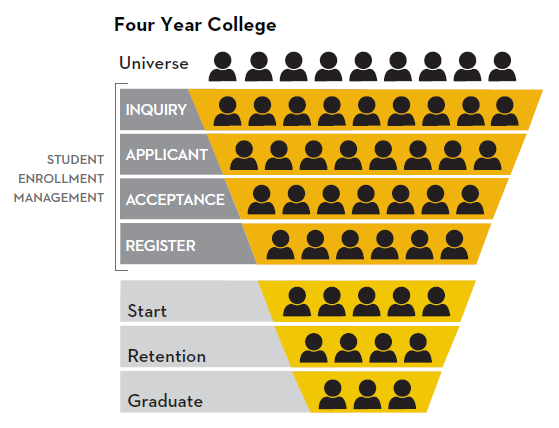 Four Year College
Universe
INQUIRY
APPLICANT
STUDENT
ENROLLMENT
MANAGEMENT
ACCEPTANCE
REGISTER
Start
Retention
Graduate